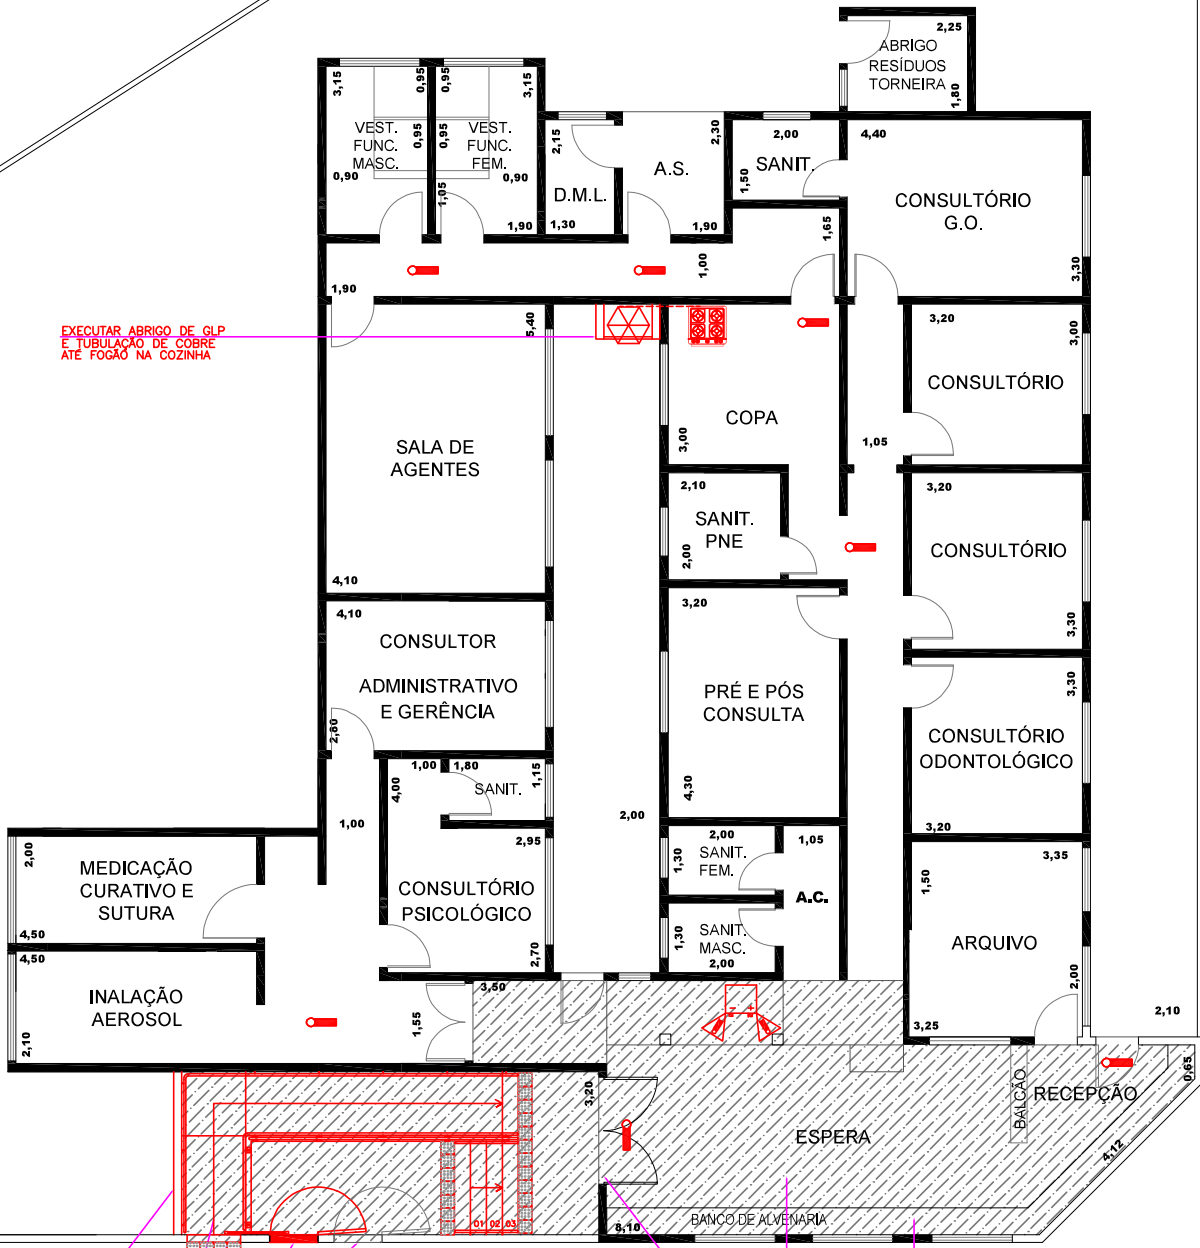 2,25
ABRIGO
RESÍDUOS
TORNEIRA
1,80
3,15
0,95
0,95
3,15
VEST.
FUNC.
MASC.
0,95
0,95
VEST.
FUNC.
FEM.
0,90
1,05
0,90
1,90
2,15
D.M.L.
1,30
2,30
A.S.
1,90
2,00
SANIT.
1,50
4,40
CONSULTÓRIO
G.O.
3,30
1,65
1,00
1,90
EXECUTAR ABRIGO DE GLP
E TUBULAÇÃO DE COBRE
ATÉ FOGÃO NA COZINHA
5,40
SALA DE
AGENTES
4,10
COPA
3,00
1,05
3,20
3,00
CONSULTÓRIO
2,10
SANIT.
PNE
2,00
3,20
CONSULTÓRIO
3,30
4,10
CONSULTOR
ADMINISTRATIVO
E GERÊNCIA
2,60
3,20
PRÉ E PÓS
CONSULTA
4,30
3,30
CONSULTÓRIO
ODONTOLÓGICO
3,20
1,00
1,80
1,15
4,00
SANIT.
1,00
2,00
2,95
CONSULTÓRIO
PSICOLÓGICO
2,70
2,00
SANIT.
FEM.
1,30
1,05
A.C.
SANIT.
MASC.
1,30
2,00
3,35
1,50
ARQUIVO
2,00
3,25
2,10
2,00
MEDICAÇÃO
CURATIVO E
SUTURA
4,50
4,50
INALAÇÃO
AEROSOL
2,10
3,50
1,55
3,20
BALCÃO
RECEPÇÃO
0,65
4,12
ESPERA
BANCO DE ALVENARIA
8,10
01 02 03